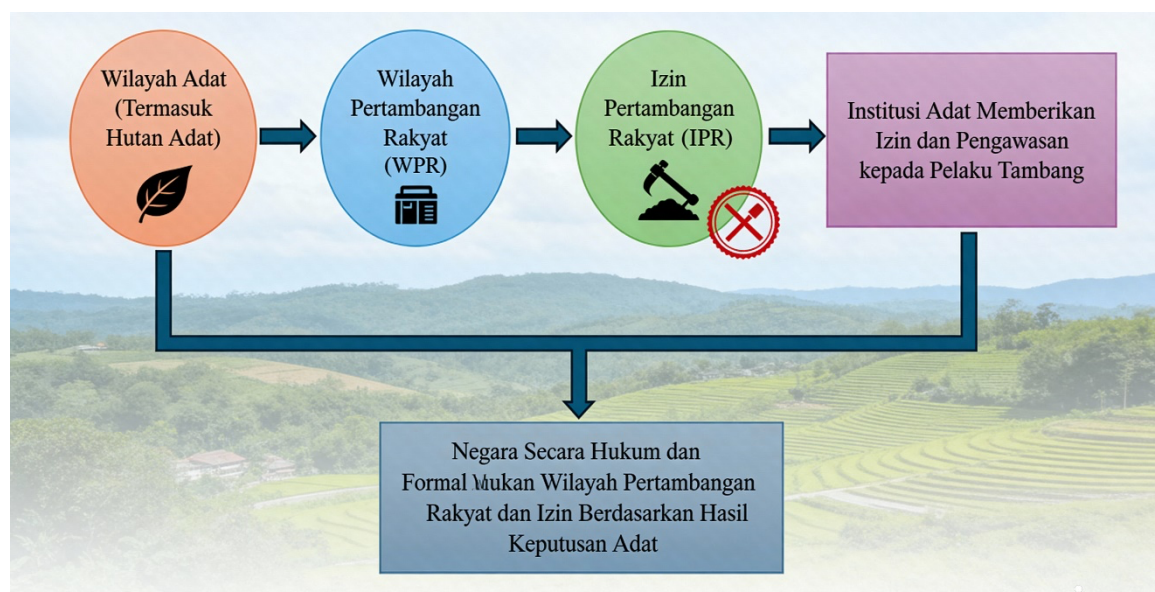 Wilayah Adat
(Termasuk
Hutan Adat)
Wilayah
Pertambangan
Rakyat
(WPR)
Izin
Pertambangan
Rakyat (IPR)
Institusi Adat Memberikan
Izin dan Pengawasan
kepada Pelaku Tambang
Negara Secara Hukum dan
Formal Wilayah Pertambangan
Rakyat dan Izin Berdasarkan Hasil
Keputusan Adat